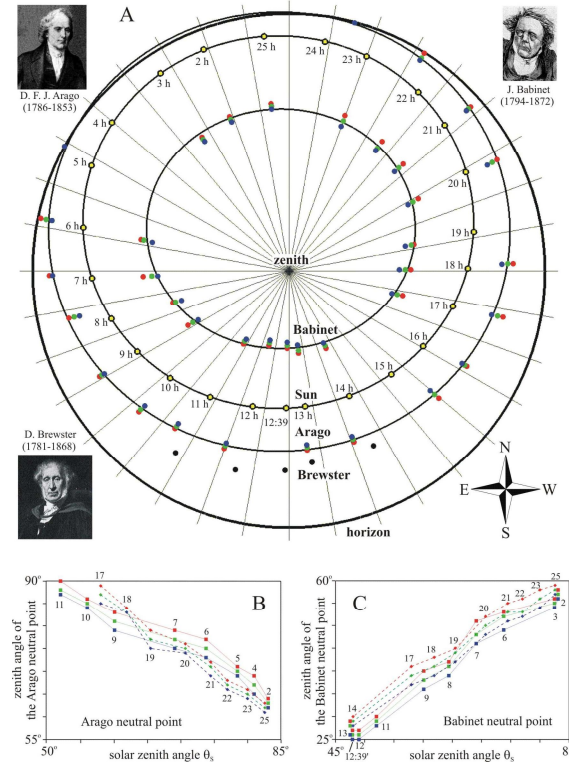 A
D. F. J. Arago
(1786-1853)
J. Babinet
(1794-1872)
25 h
24 h
23 h
2 h
3 h
22 h
4 h
21 h
5 h
20 h
6 h
19 h
zenith
18 h
7 h
17 h
8 h
Babinet
16 h
9 h
15 h
10 h
14 h
11 h
Sun
12 h
13 h
12:39
Arago
D. Brewster
(1781-1868)
Brewster
N
E
W
S
horizon
90°
B
17
18
11
10
9
7
6
19
20
5
4
21
22
23
2
25
zenith angle of
the Arago neutral point
Arago neutral point
55°
50°
85°
solar zenith angle θs
60°
C
25
23
22
21
20
2
3
19
18
17
6
7
14
8
9
13
12
11
12:39'
zenith angle of
the Babinet neutral point
Babinet neutral point
25°
45°
8
solar zenith angle θs